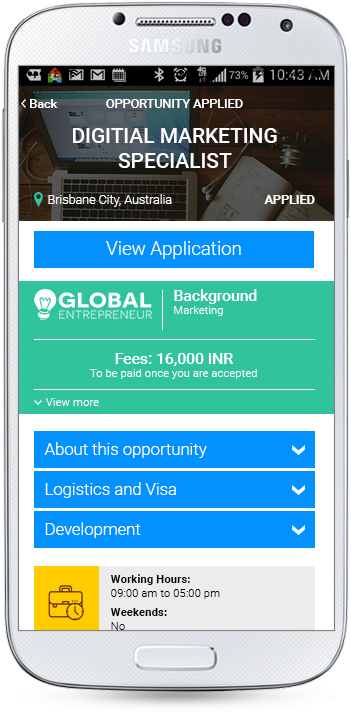 SAMSUNG
73% 10:43 AM
Back OPPORTUNITY APPLIED
DIGITIAL MARKETING
SPECIALIST
Brisbane City, Australia APPLIED
View Application
GLOBAL
ENTREPRENEUR
Background
Marketing
Fees: 16,000 INR
To be paid once you are accepted
View more
About this opportunity
Logistics and Visa
Development
Working Hours:
09:00 am to 05:00 pm
Weekends:
No